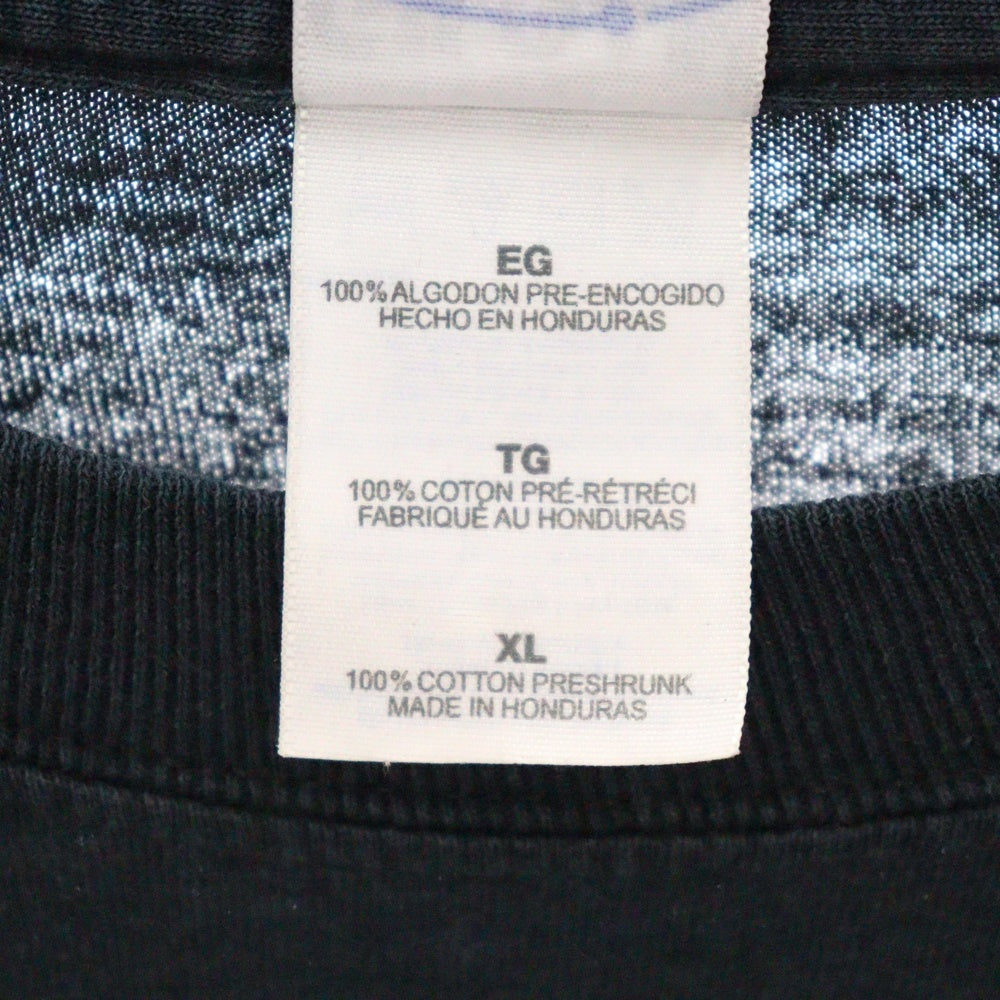 EG
100% ALGODON PRE-ENCOGIDO
HECHO EN HONDURAS
TG
100% COTON PRÉ-RÉTRÉCI
FABRIQUÉ AU HONDURAS
XL
100% COTTON PRESHRUNK
MADE IN HONDURAS